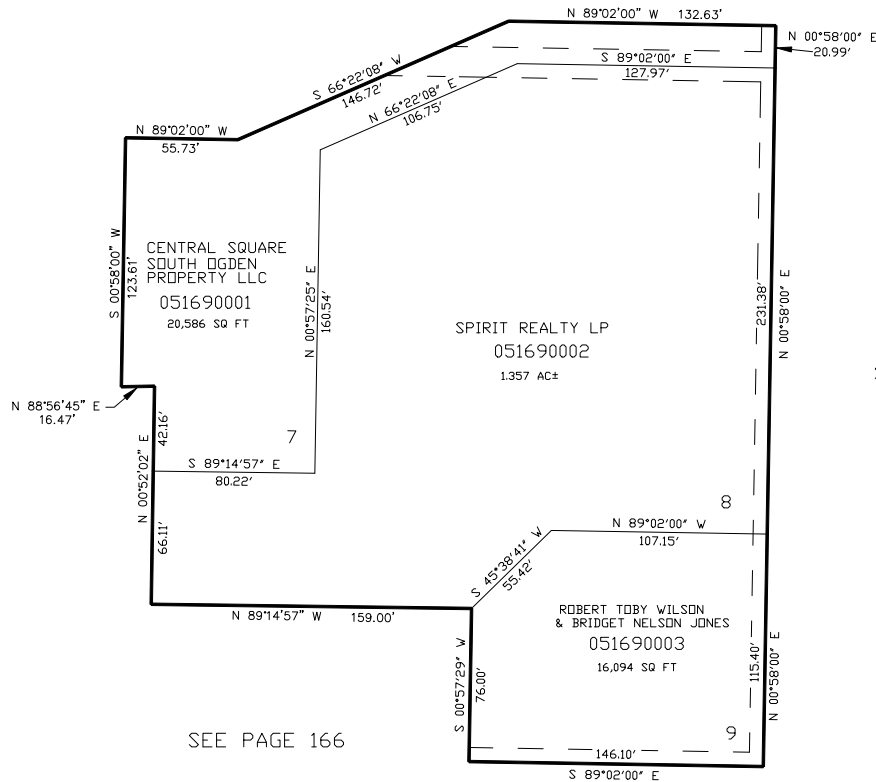 N 89°02'00" W 132.63'
N 00°58'00" E
20.99'
S 66°22'08" W
146.72'
S 89°02'00" E
127.97'
N 66°22'08" E
106.75'
N 89°02'00" W
55.73'
S 00°58'00" W
123.61'
CENTRAL SQUARE
SOUTH OGDEN
PROPERTY LLC
051690001
20,586 SQ FT
N 00°57'25" E
160.54'
SPIRIT REALTY LP
051690002
1.357 AC±
231.38'
N 00°58'00" E
N 88°56'45" E
16.47'
N 00°52'02" E
42.16'
7
S 89°14'57" E
80.22'
66.11'
8
N 89°02'00" W
107.15'
S 45°38'41" W
55.42'
N 89°14'57" W 159.00'
ROBERT TOBY WILSON
& BRIDGET NELSON JONES
051690003
16,094 SQ FT
S 00°57'29" W
76.00'
115.40'
N 00°58'00" E
9
SEE PAGE 166
146.10'
S 89°02'00" E